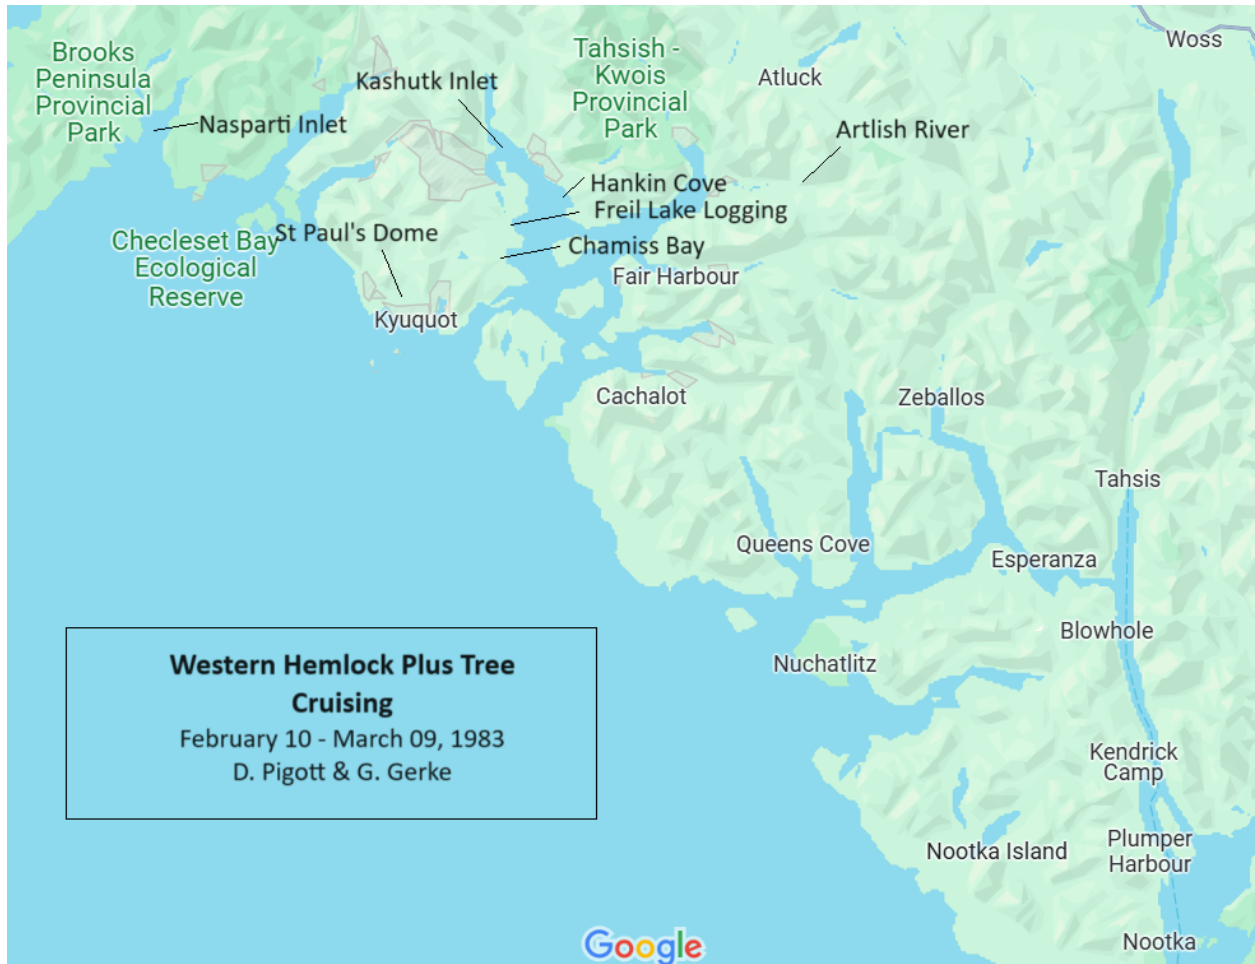 Brooks
Peninsula
Provincial
Park
Nasparti Inlet
Kashutk Inlet
Tahsish -
Kwois
Provincial
Park
Atluck
Woss
Artlish River
Hankin Cove
Freil Lake Logging
Chamiss Bay
Fair Harbour
St Paul's Dome
Checleset Bay
Ecological
Reserve
Kyuquot
Cachalot
Zeballos
Tahsis
Queens Cove
Esperanza
Blowhole
Nuchatlitz
Western Hemlock Plus Tree
Cruising
February 10 - March 09, 1983
D. Pigott & G. Gerke
Kendrick
Camp
Nootka Island
Plumper
Harbour
Nootka
Google